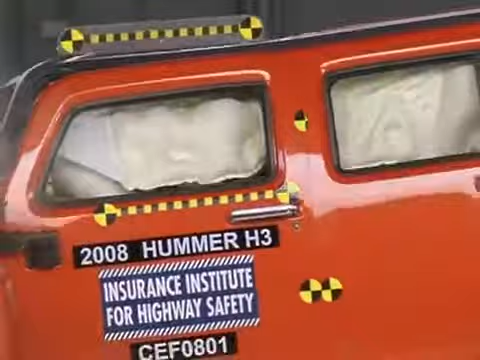 2008 HUMMER H3
INSURANCE INSTITUTE
FOR HIGHWAY SAFETY
CEF0801